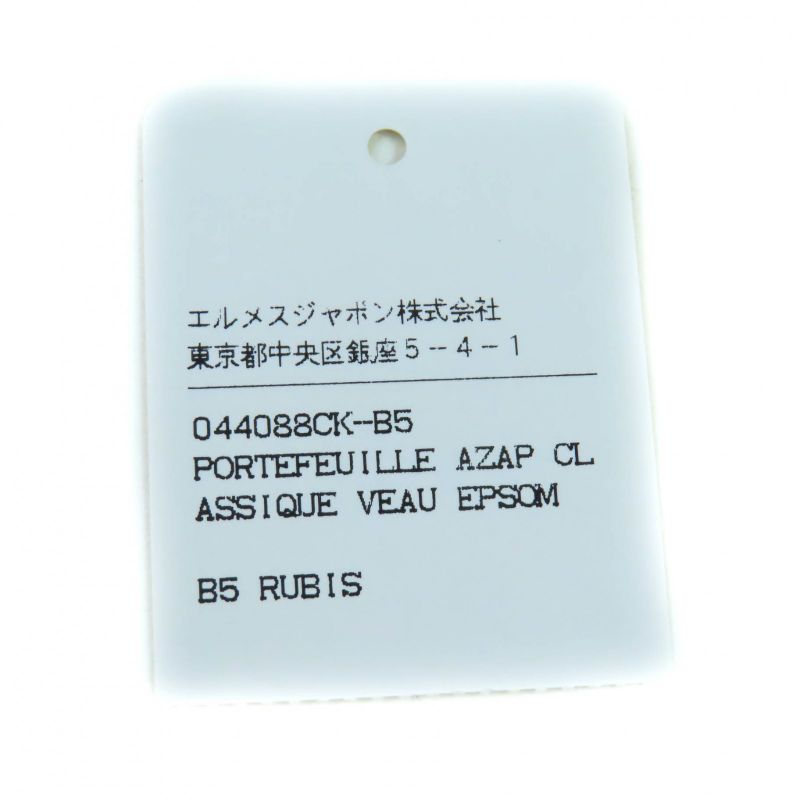 エルメスジャポン株式会社
東京都中央区銀座5-4-1
044088CK-B5
PORTEFEUILLE AZAP CL
ASSIQUE VEAU EPSOM
B5 RUBIS